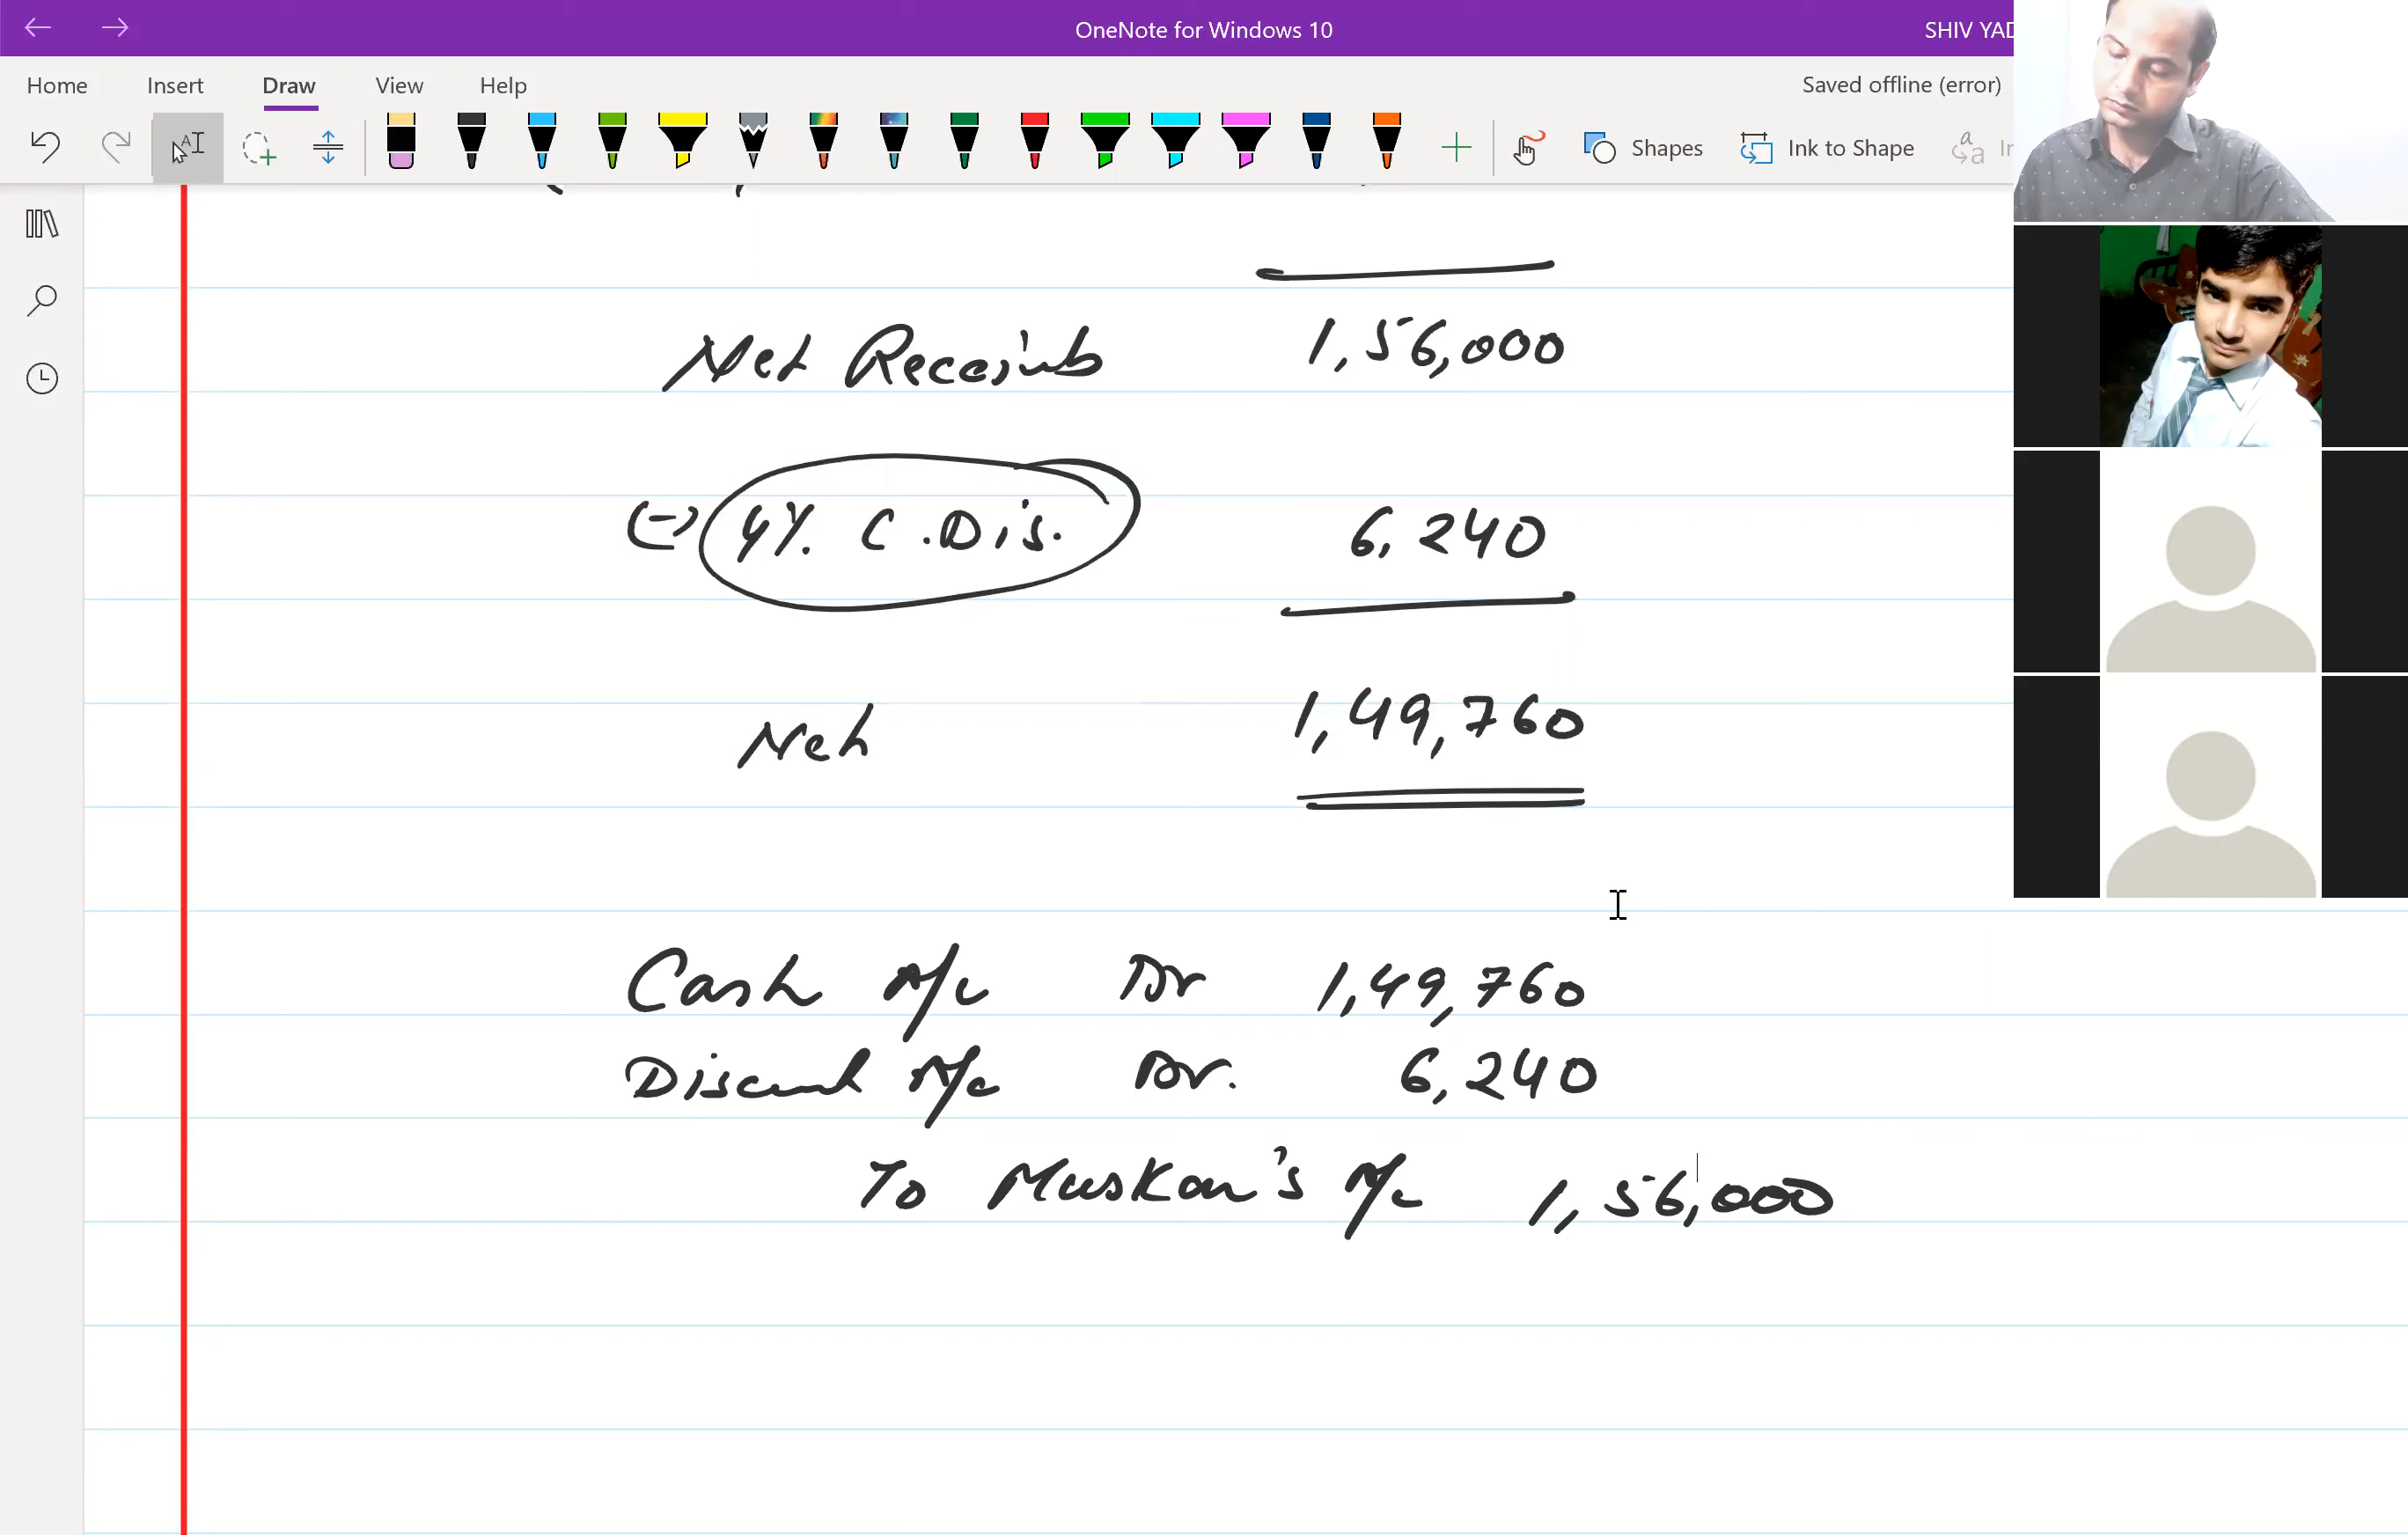 OneNote for Windows 10
SHIV YAD
Home Insert Draw View Help
Saved offline (error)
Shapes Ink to Shape In
Net Receipts 1,56,000
(-) 4% C.Dis. 6,240
Net 1,49,760
Cash A/c Dr 1,49,760
Discount A/c Dr. 6,240
To Muskan's A/c 1,56,000